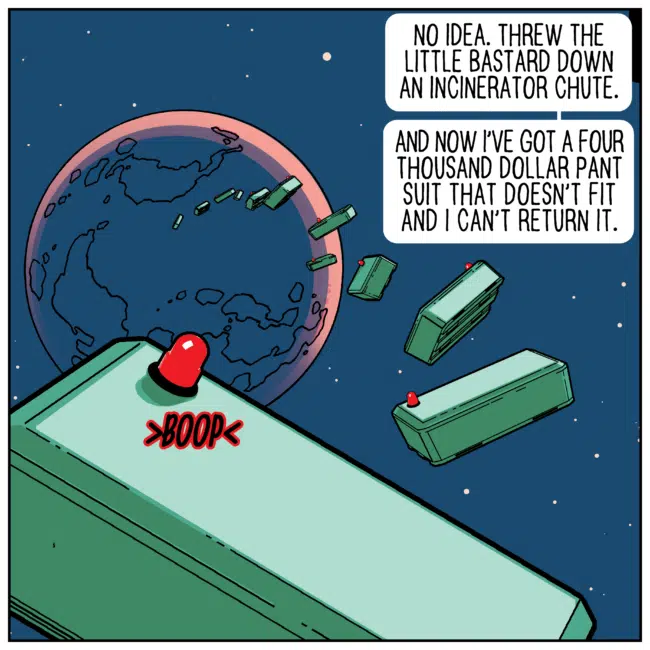 NO IDEA. THREW THE
LITTLE BASTARD DOWN
AN INCINERATOR CHUTE.
AND NOW I'VE GOT A FOUR
THOUSAND DOLLAR PANT
SUIT THAT DOESN'T FIT
AND I CAN'T RETURN IT.
>BOOP<